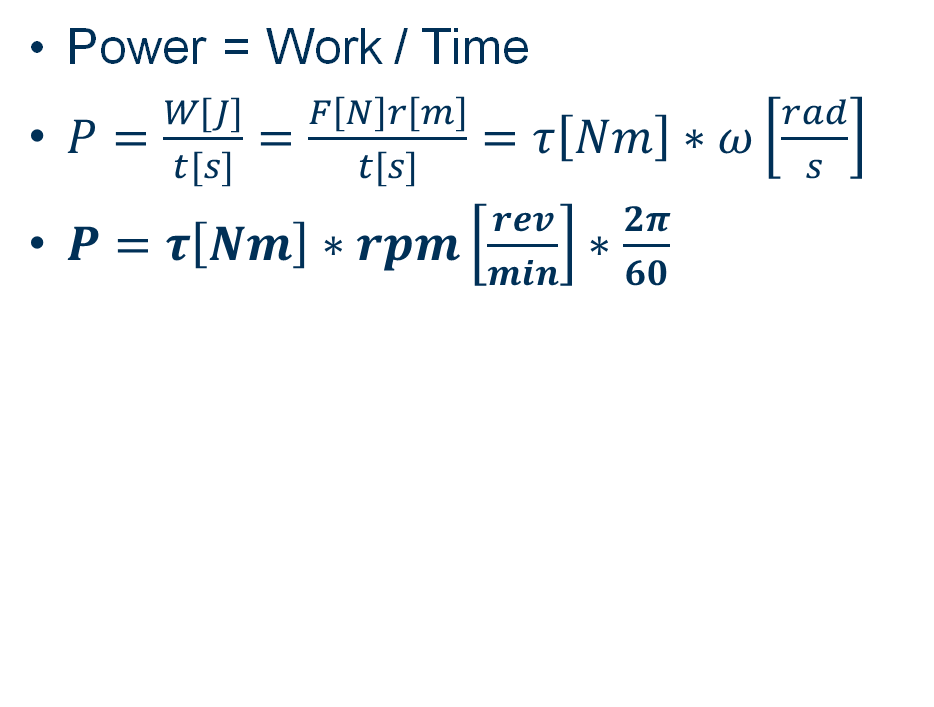 • Power = Work / Time
• P = W[J] / t[s] = F[N]r[m] / t[s] = τ[Nm] * ω [rad / s]
• P = τ[Nm] * rpm [rev / min] * 2π / 60